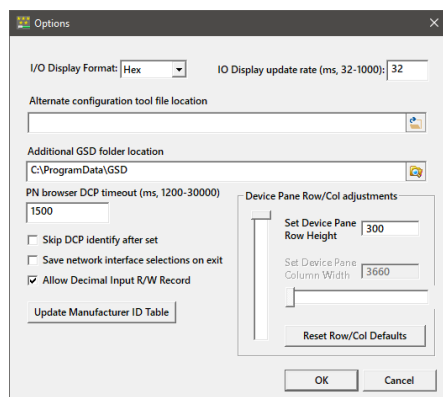 Options
I/O Display Format: Hex
IO Display update rate (ms, 32-1000): 32
Alternate configuration tool file location
Additional GSD folder location
C:\ProgramData\GSD
PN browser DCP timeout (ms, 1200-30000)
1500
Skip DCP identify after set
Save network interface selections on exit
Allow Decimal Input R/W Record
Update Manufacturer ID Table
Device Pane Row/Col adjustments
Set Device Pane
Row Height
300
Set Device Pane
Column Width
3660
Reset Row/Col Defaults
OK
Cancel